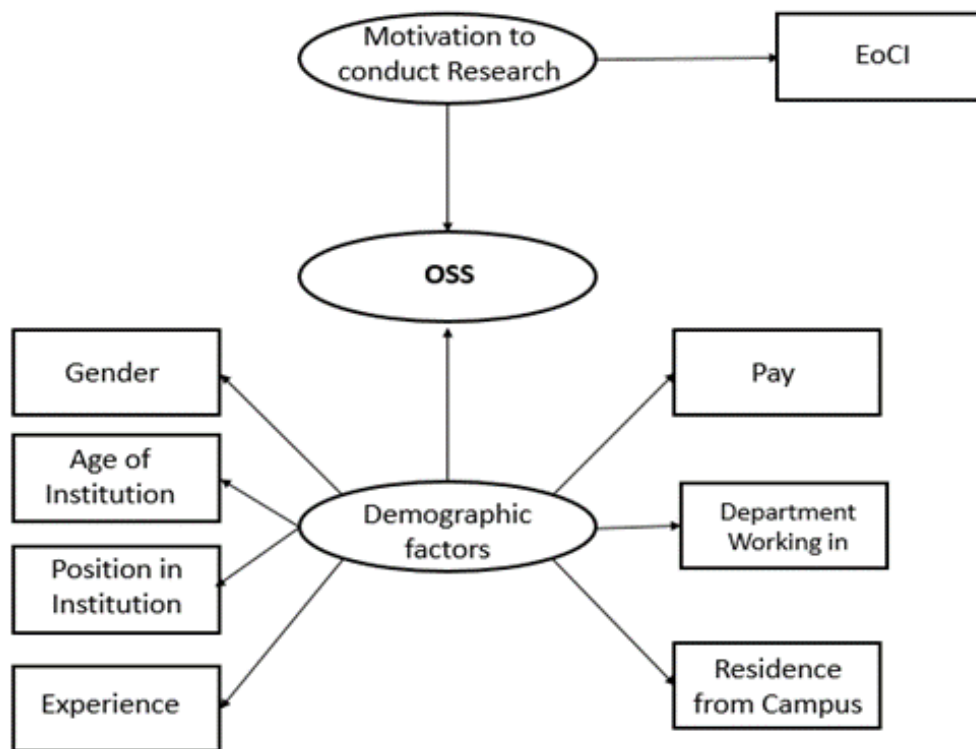 Motivation to
conduct Research
EoCI
OSS
Gender
Pay
Age of
Institution
Demographic
factors
Department
Working in
Position in
Institution
Experience
Residence
from Campus